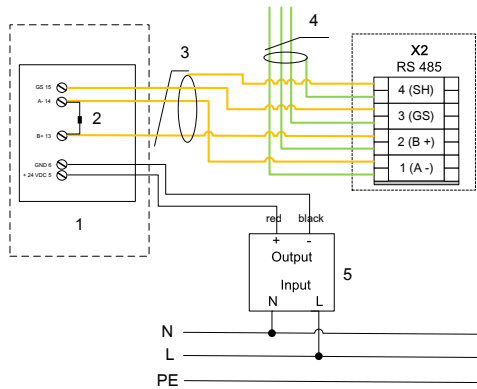 4
3
X2
RS 485
GS 15
A- 14
2
B+ 13
4 (SH)
3 (GS)
2 (B +)
1 (A -)
GND 6
+ 24 VDC 5
1
red
black
+
-
Output
Input
N
L
5
N
L
PE